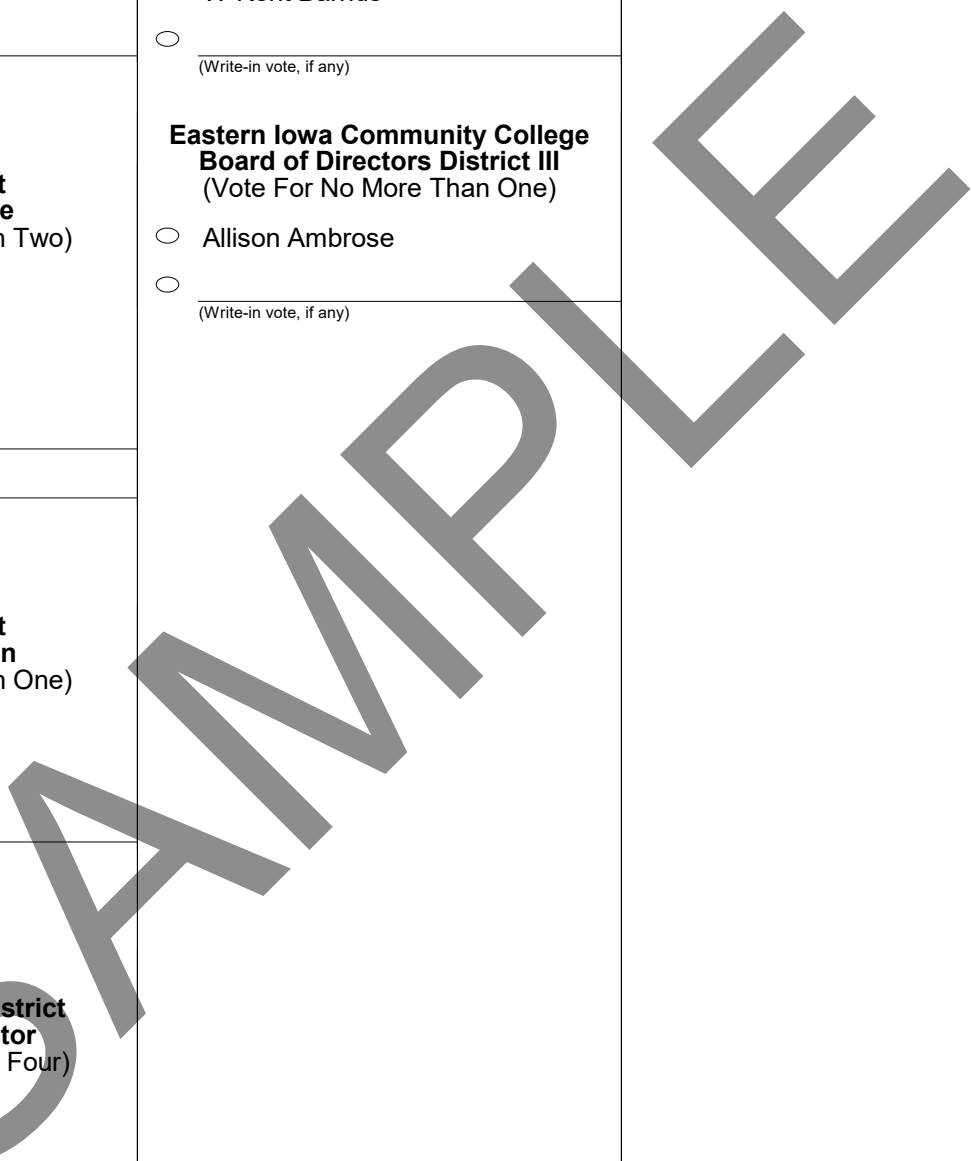 (Write-in vote, if any)
Eastern Iowa Community College
Board of Directors District III
(Vote For No More Than One)
Allison Ambrose
(Write-in vote, if any)
Two)
One)
strict
tor
Four)